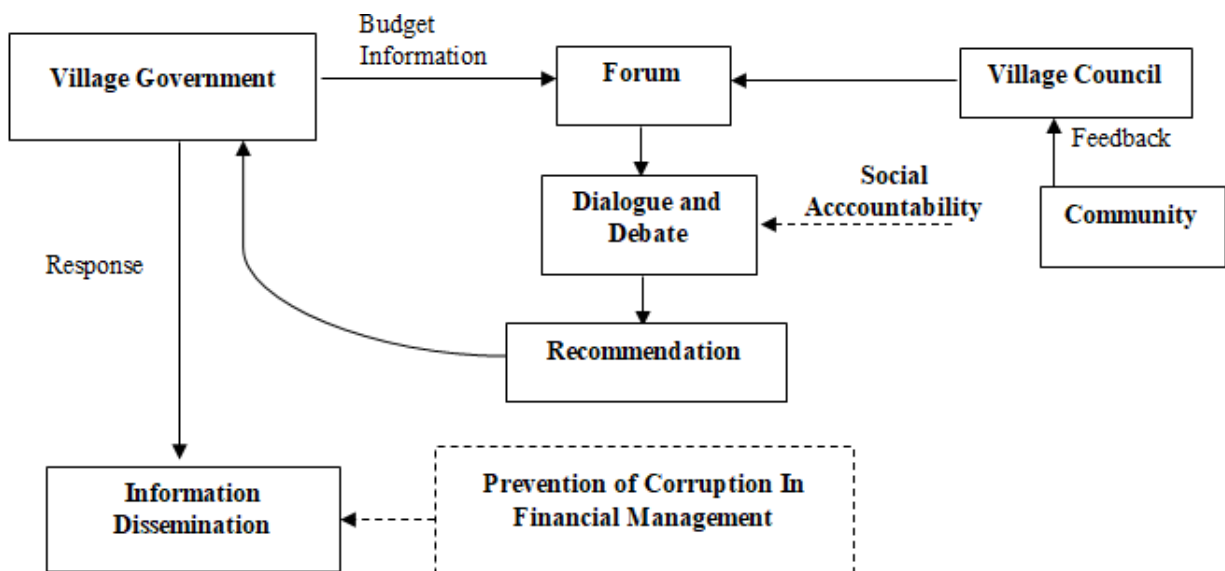 Budget
Information
Village Government
Forum
Village Council
Feedback
Dialogue and
Debate
Social
Acccountability
Community
Response
Recommendation
Information
Dissemination
Prevention of Corruption In
Financial Management